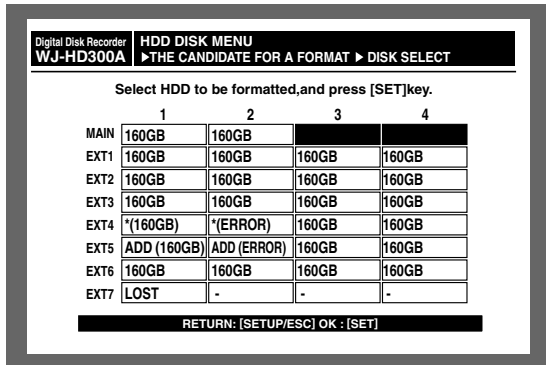 Digital Disk Recorder HDD DISK MENU
WJ-HD300A ▶THE CANDIDATE FOR A FORMAT ▶ DISK SELECT
Select HDD to be formatted,and press [SET]key.
1 2 3 4
MAIN 160GB 160GB
EXT1 160GB 160GB 160GB 160GB
EXT2 160GB 160GB 160GB 160GB
EXT3 160GB 160GB 160GB 160GB
EXT4 *(160GB) *(ERROR) 160GB 160GB
EXT5 ADD (160GB) ADD (ERROR) 160GB 160GB
EXT6 160GB 160GB 160GB 160GB
EXT7 LOST - - -
RETURN: [SETUP/ESC] OK : [SET]